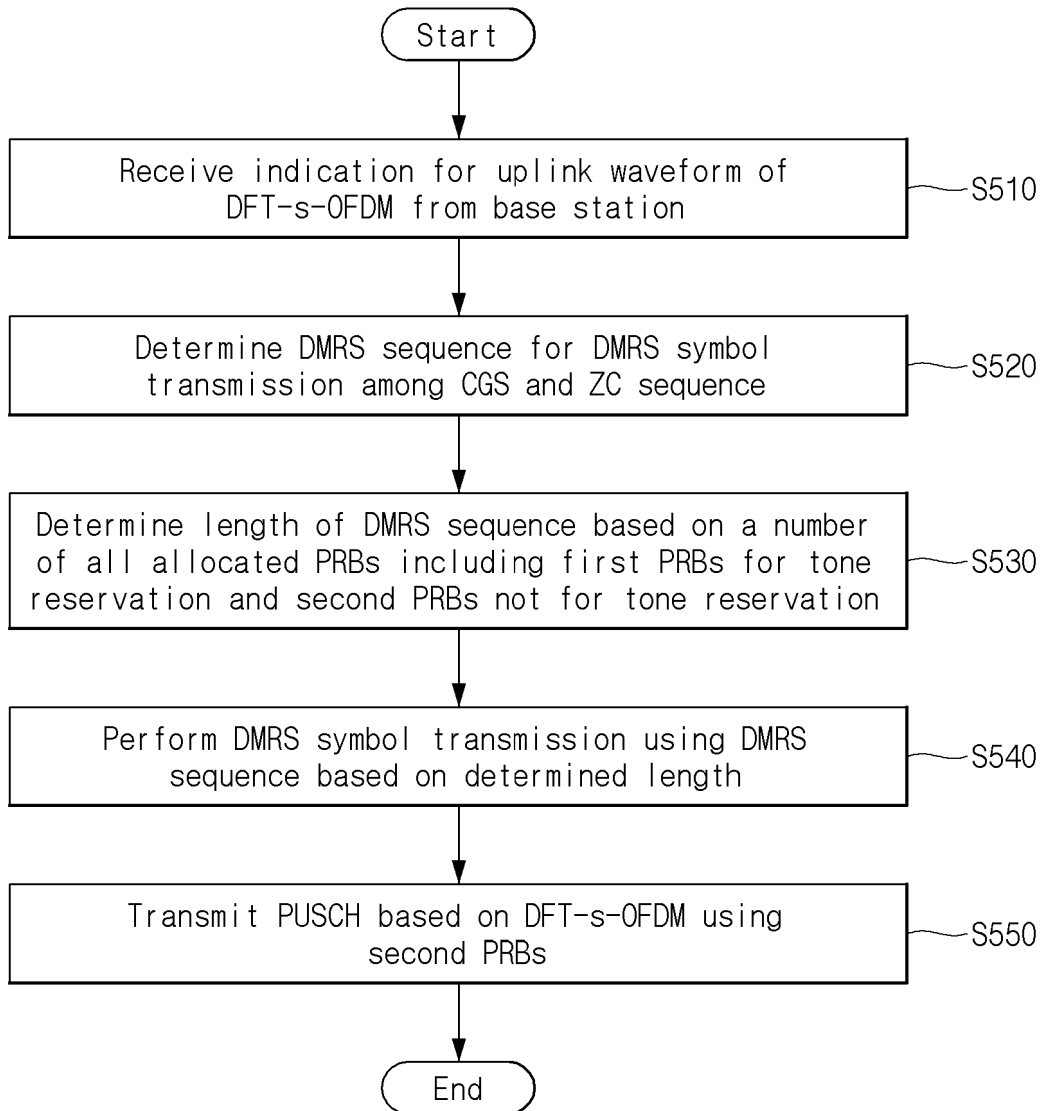 Start
Receive indication for uplink waveform of
DFT-s-OFDM from base station
S510
Determine DMRS sequence for DMRS symbol
transmission among CGS and ZC sequence
S520
Determine length of DMRS sequence based on a number
of all allocated PRBs including first PRBs for tone
reservation and second PRBs not for tone reservation
S530
Perform DMRS symbol transmission using DMRS
sequence based on determined length
S540
Transmit PUSCH based on DFT-s-OFDM using
second PRBs
S550
End